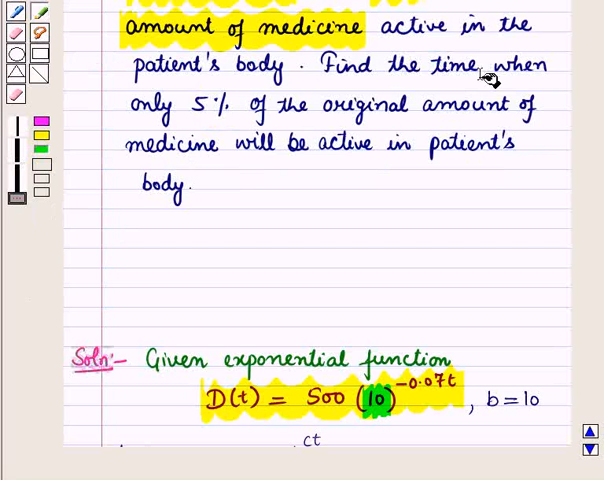 amount of medicine active in the
patient's body. Find the time when
only 5% of the original amount of
medicine will be active in patient's
body.
Soln:- Given exponential function
D(t) = 500 (10)^-0.07t , b=10
ct